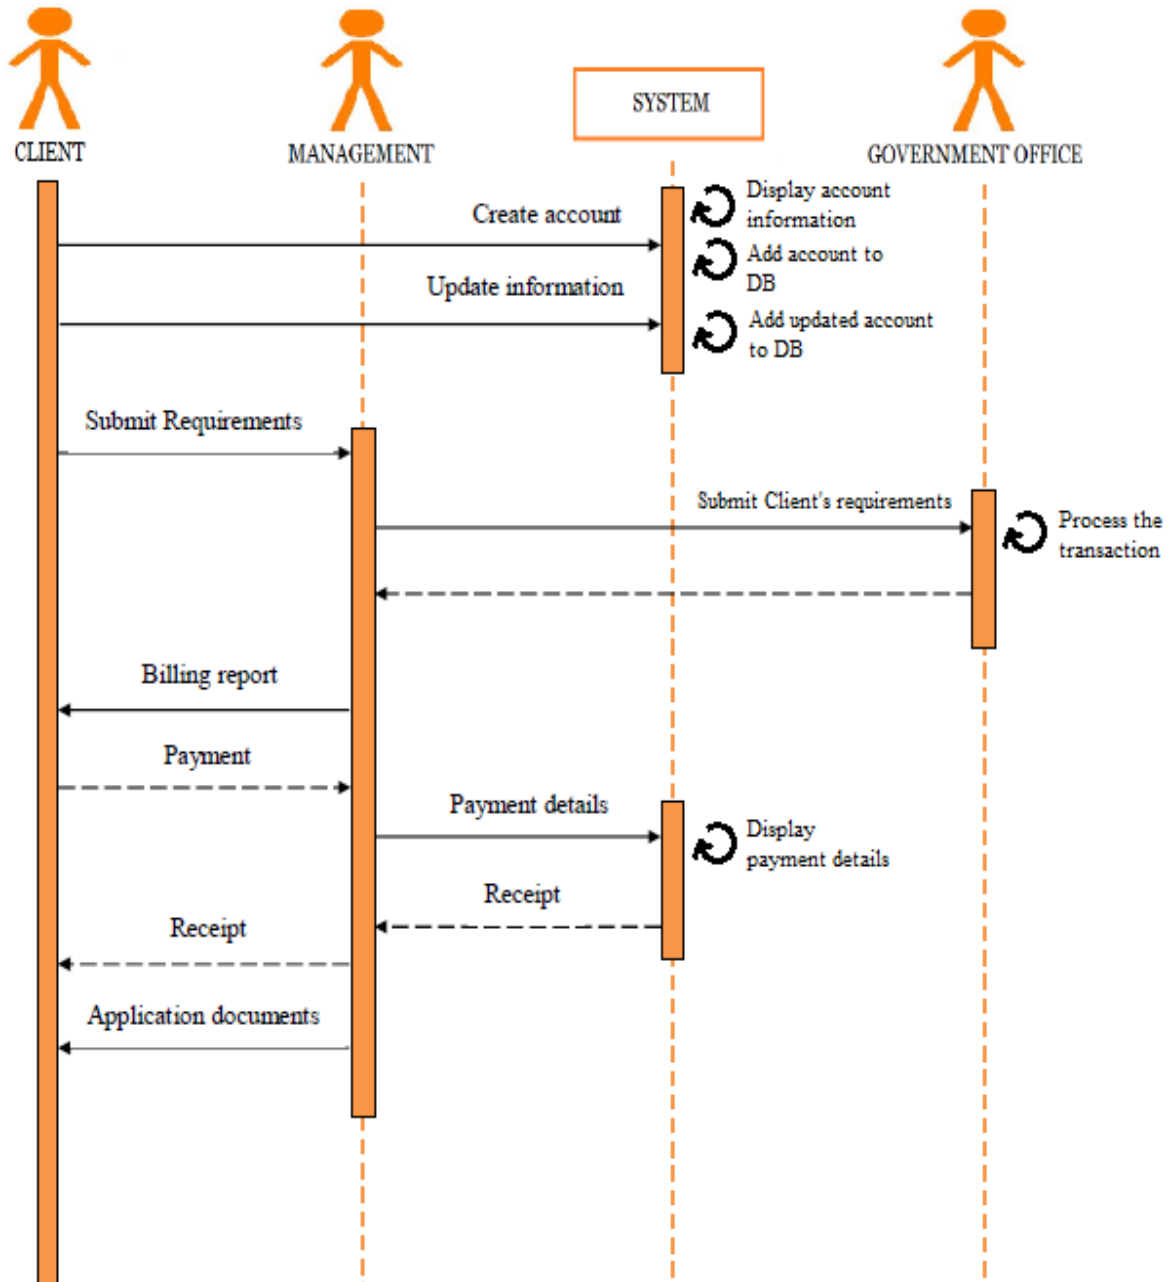 SYSTEM
CLIENT
MANAGEMENT
GOVERNMENT OFFICE
Display account
information
Create account
Add account to
DB
Update information
Add updated account
to DB
Submit Requirements
Submit Client's requirements
Process the
transaction
Billing report
Payment
Payment details
Display
payment details
Receipt
Receipt
Application documents